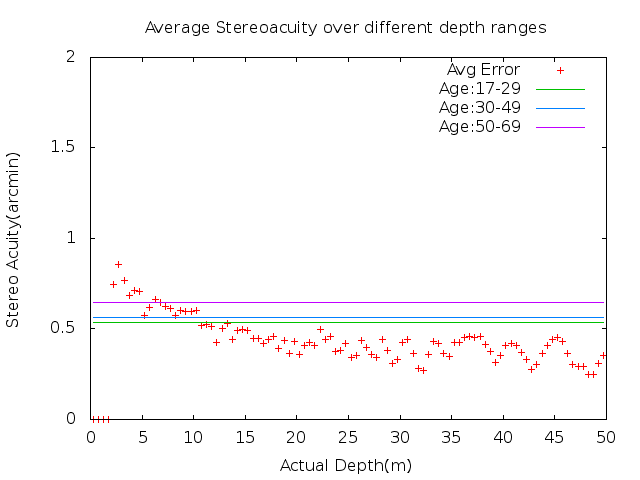 Average Stereoacuity over different depth ranges
2
1.5
1
0.5
0
Stereo Acuity(arcmin)
Avg Error
Age:17-29
Age:30-49
Age:50-69
0 5 10 15 20 25 30 35 40 45 50
Actual Depth(m)